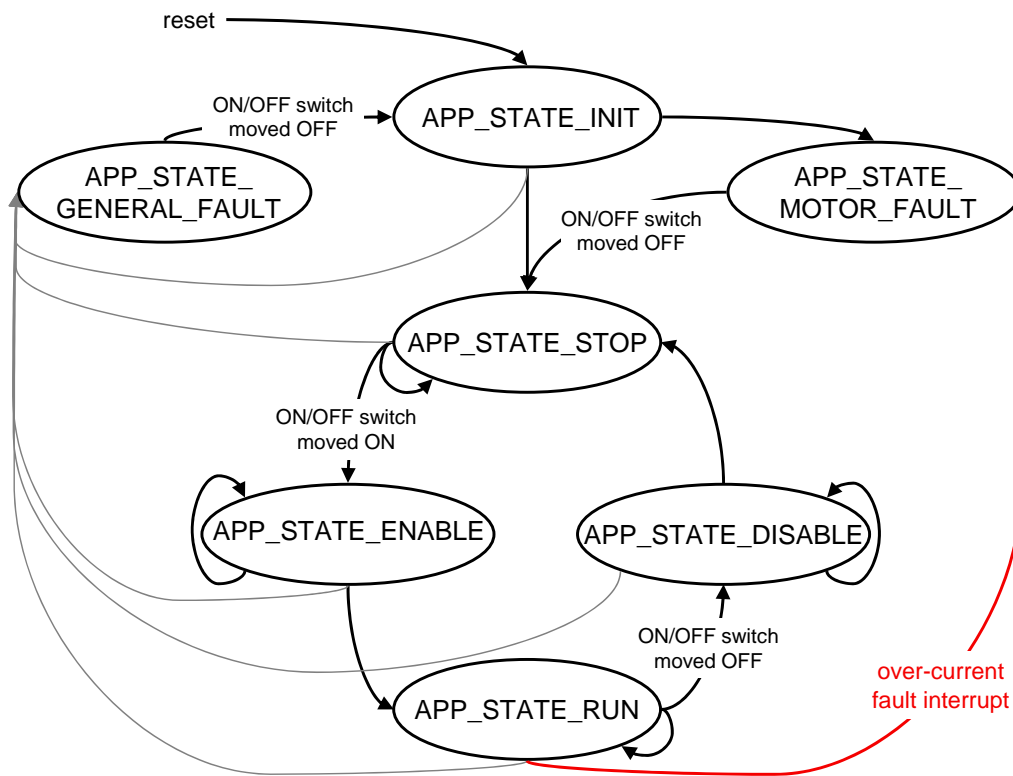 reset
APP_STATE_INIT
ON/OFF switch
moved OFF
APP_STATE_
GENERAL_FAULT
APP_STATE_
MOTOR_FAULT
ON/OFF switch
moved OFF
APP_STATE_STOP
ON/OFF switch
moved ON
APP_STATE_ENABLE
APP_STATE_DISABLE
ON/OFF switch
moved OFF
over-current
fault interrupt
APP_STATE_RUN